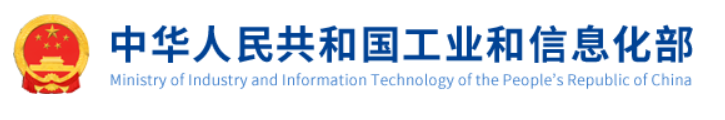 中华人民共和国工业和信息化部
Ministry of Industry and Information Technology of the People's Republic of China